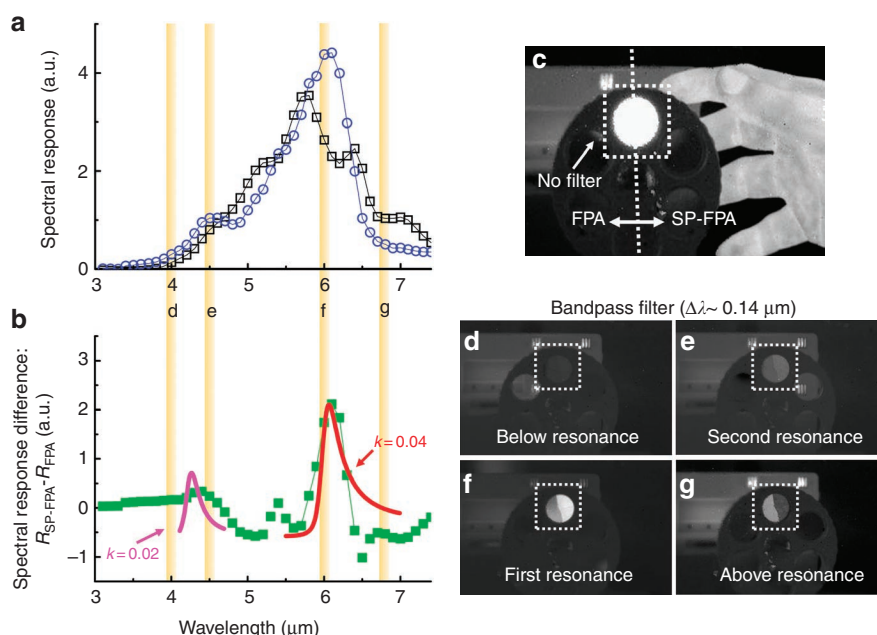 a
Spectral response (a.u.)
4
2
0
3
4
5
6
7
d
e
f
g
b
Spectral response difference:
R_SP-FPA-R_FPA (a.u.)
3
2
1
0
−1
k=0.02
k=0.04
3
4
5
6
7
Wavelength (μm)
c
No filter
FPA
SP-FPA
Bandpass filter (Δλ~ 0.14 μm)
d
Below resonance
e
Second resonance
f
First resonance
g
Above resonance